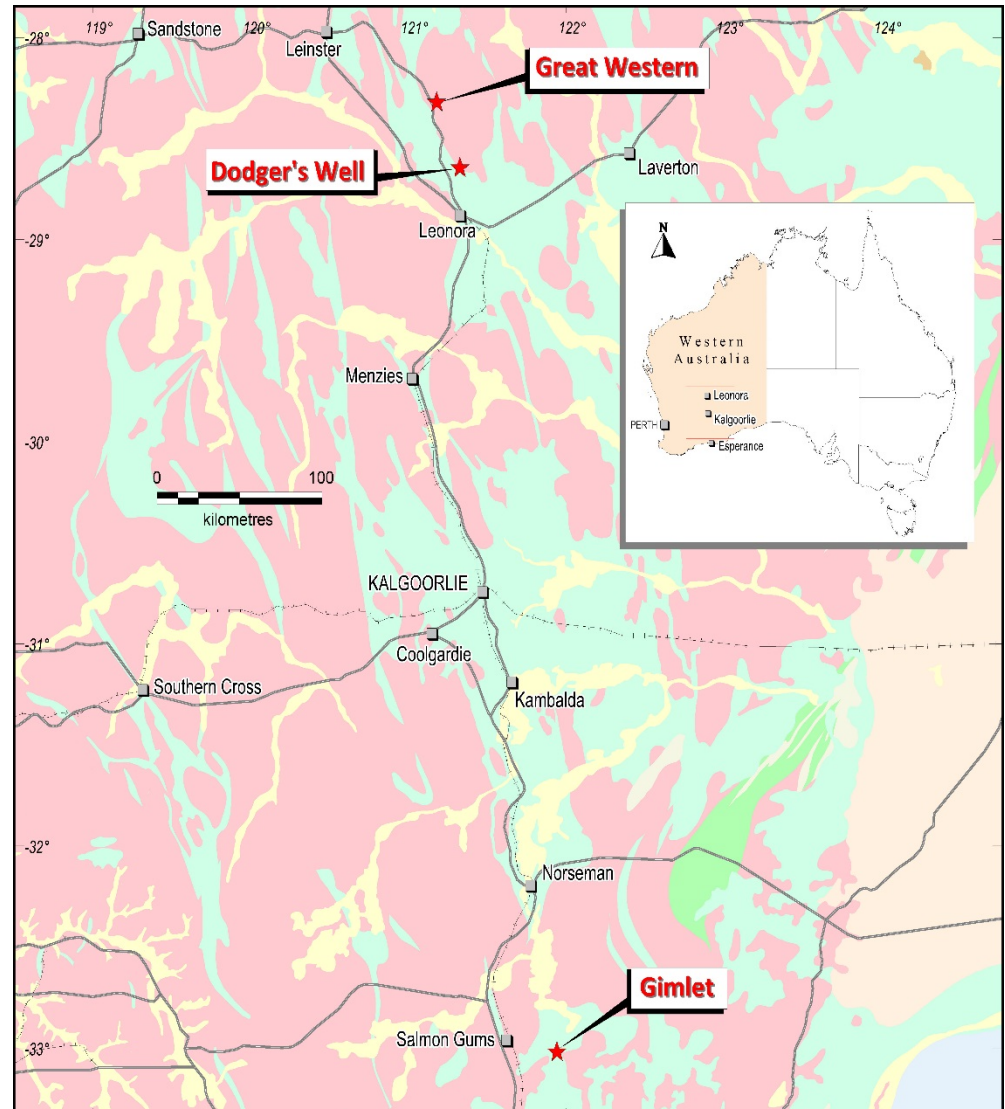 119°
120°
121°
122°
123°
124°
-28°
Sandstone
Leinster
Great Western
Dodger's Well
Laverton
Leonora
-29°
N
Western
Australia
Leonora
Kalgoorlie
PERTH
Esperance
Menzies
-30°
0
100
kilometres
KALGOORLIE
-31°
Coolgardie
Southern Cross
Kambalda
-32°
Norseman
Gimlet
Salmon Gums
-33°